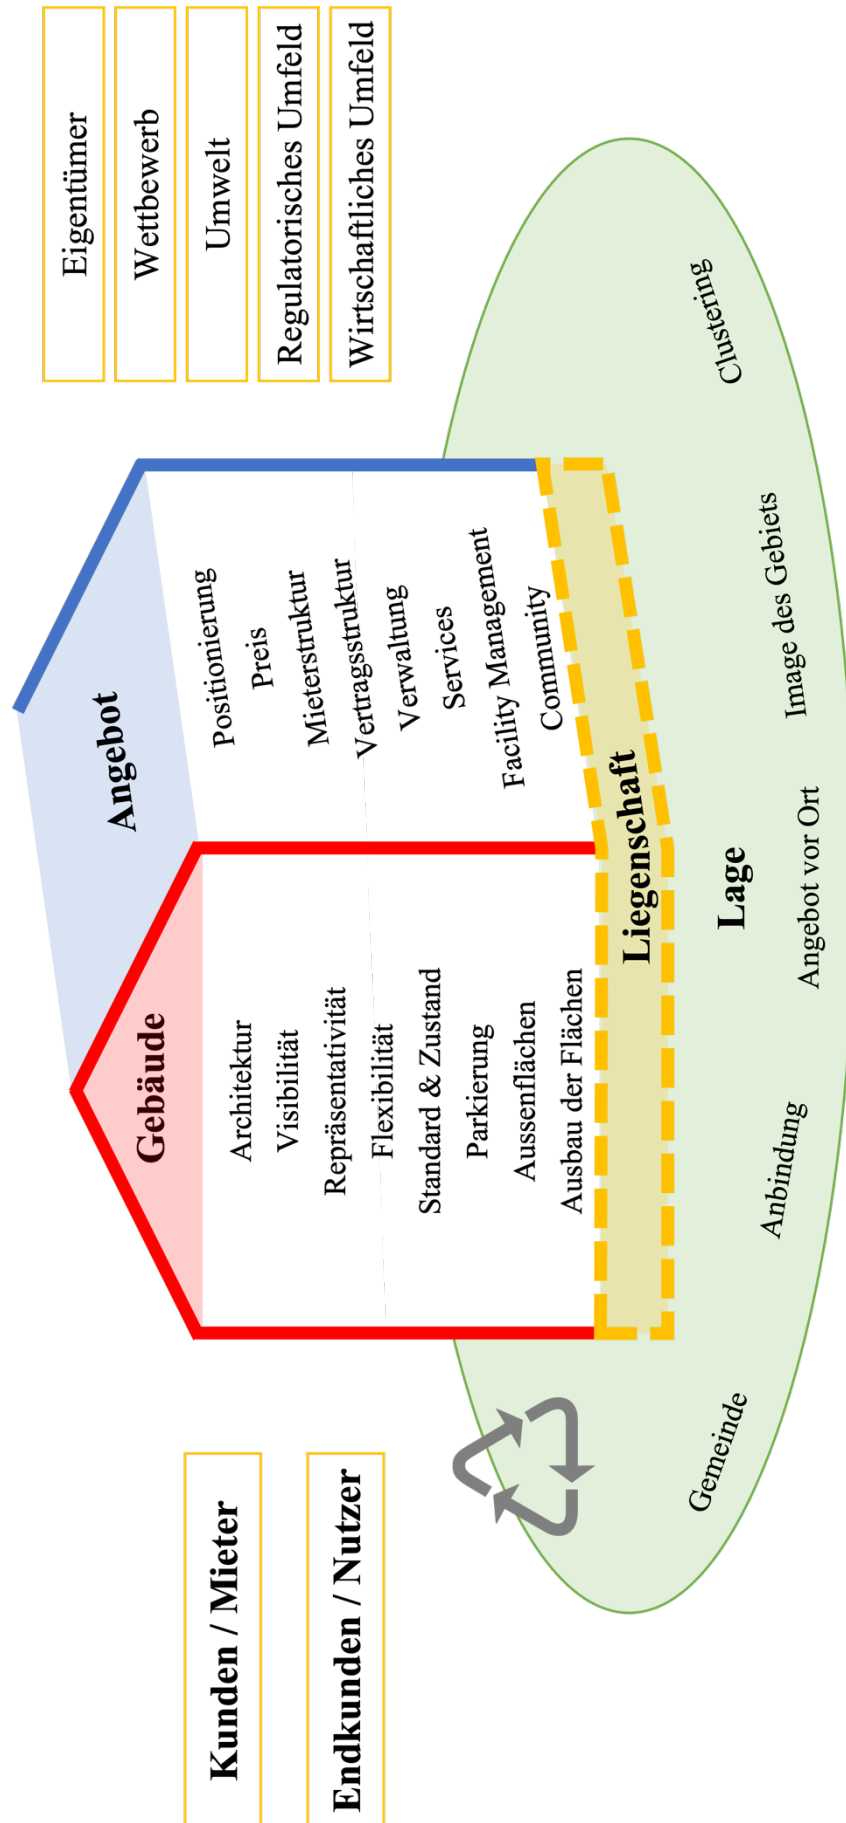 Kunden / Mieter
Endkunden / Nutzer
Gebäude
Architektur
Visibilität
Repräsentativität
Flexibilität
Standard & Zustand
Parkierung
Aussenflächen
Ausbau der Flächen
Angebot
Positionierung
Preis
Mieterstruktur
Vertragsstruktur
Verwaltung
Services
Facility Management
Community
Eigentümer
Wettbewerb
Umwelt
Regulatorisches Umfeld
Wirtschaftliches Umfeld
Liegenschaft
Lage
Gemeinde
Anbindung
Angebot vor Ort
Image des Gebiets
Clustering